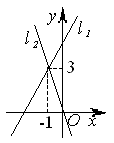 l₂ y l₁
3
-1 O x